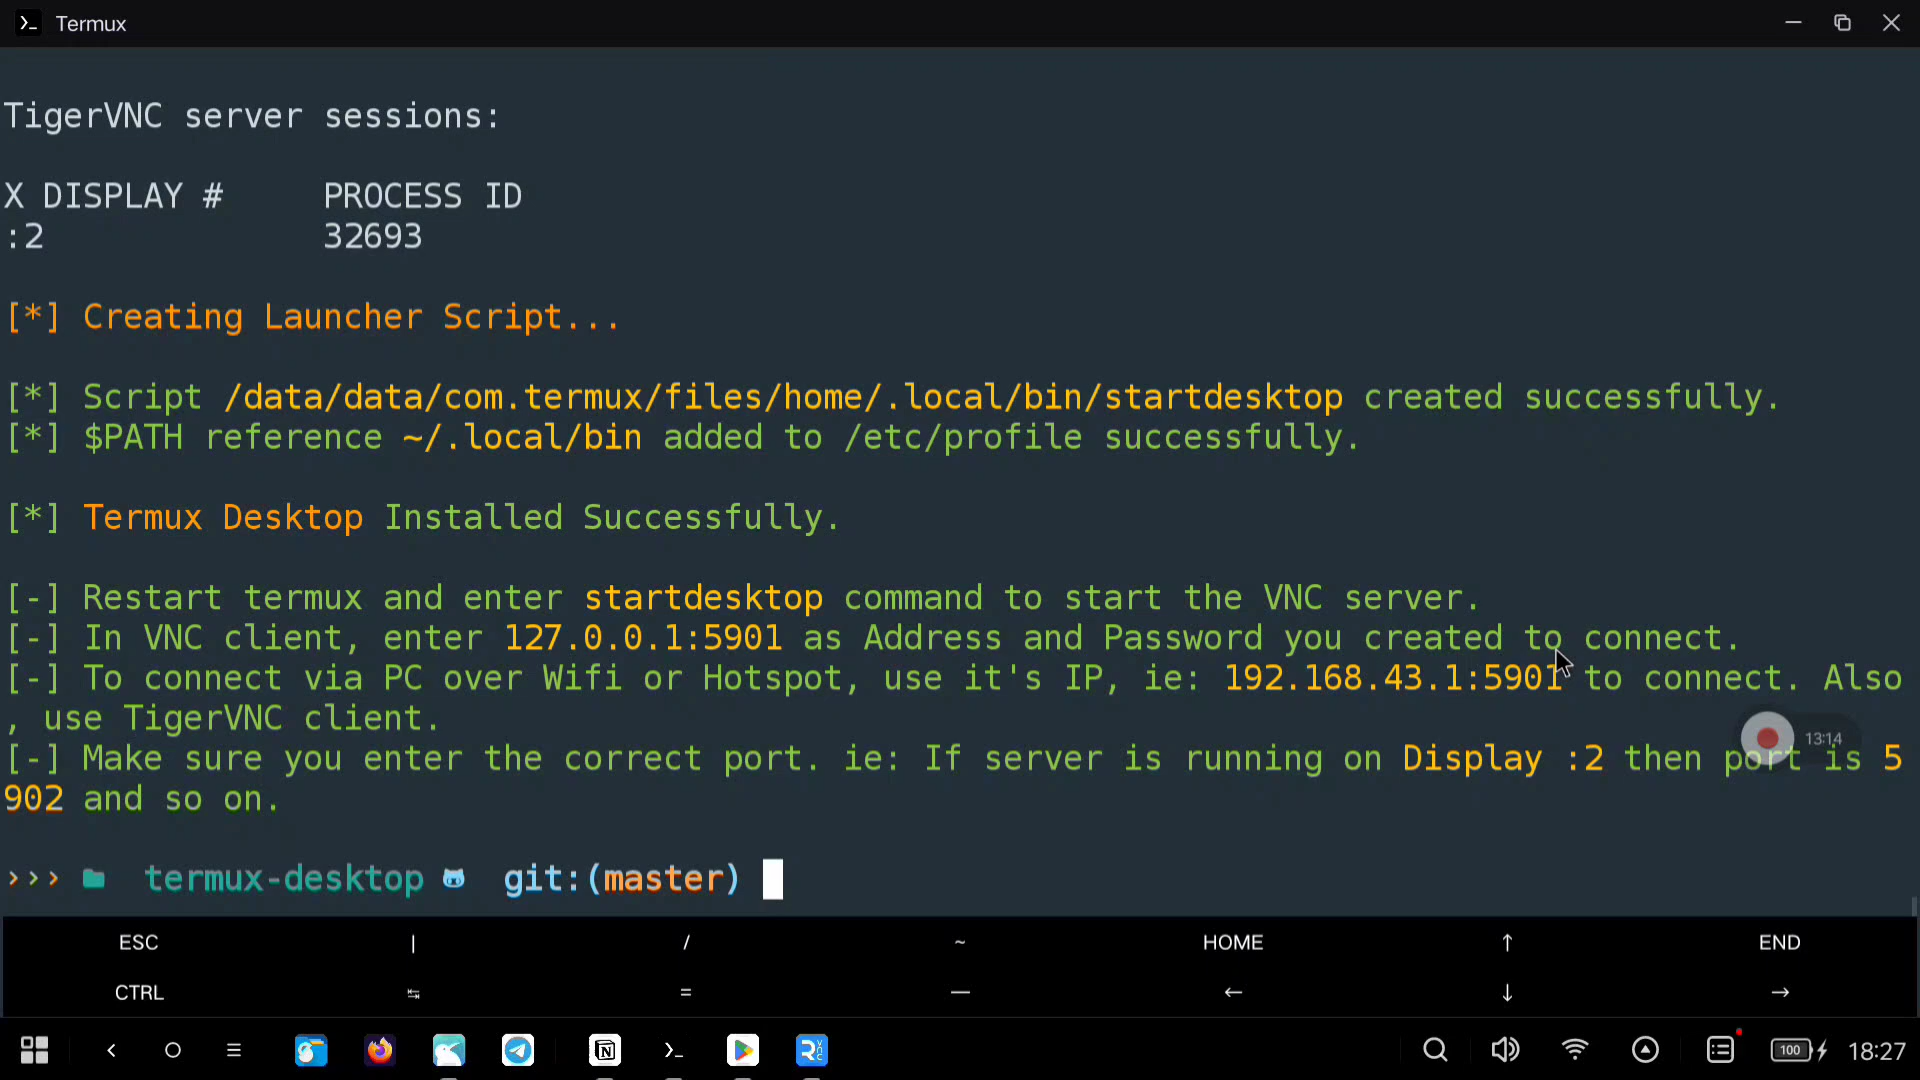 Termux
TigerVNC server sessions:
X DISPLAY # PROCESS ID
:2 32693
[*] Creating Launcher Script...
[*] Script /data/data/com.termux/files/home/.local/bin/startdesktop created successfully.
[*] $PATH reference ~/.local/bin added to /etc/profile successfully.
[*] Termux Desktop Installed Successfully.
[-] Restart termux and enter startdesktop command to start the VNC server.
[-] In VNC client, enter 127.0.0.1:5901 as Address and Password you created to connect.
[-] To connect via PC over Wifi or Hotspot, use it's IP, ie: 192.168.43.1:5901 to connect. Also
, use TigerVNC client.
[-] Make sure you enter the correct port. ie: If server is running on Display :2 then port is 5
902 and so on.
13:14
››› termux-desktop git:(master)
ESC | / ~ HOME ↑ END
CTRL ↹ = — ← ↓ →
100 18:27